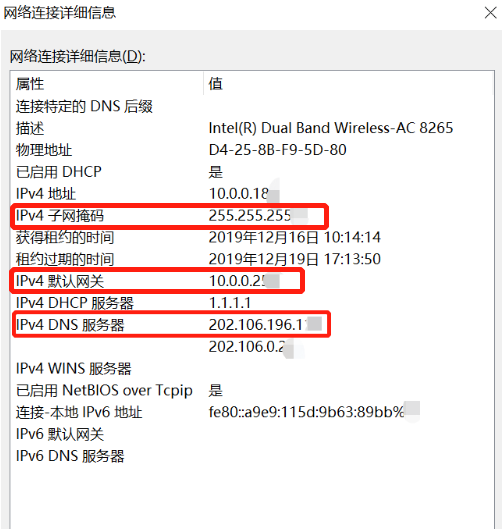 网络连接详细信息
网络连接详细信息(D):
属性 值
连接特定的 DNS 后缀
描述 Intel(R) Dual Band Wireless-AC 8265
物理地址 D4-25-8B-F9-5D-80
已启用 DHCP 是
IPv4 地址 10.0.0.18
IPv4 子网掩码 255.255.255
获得租约的时间 2019年12月16日 10:14:14
租约过期的时间 2019年12月19日 17:13:50
IPv4 默认网关 10.0.0.25
IPv4 DHCP 服务器 1.1.1.1
IPv4 DNS 服务器 202.106.196.1
202.106.0.2
IPv4 WINS 服务器
已启用 NetBIOS over Tcpip 是
连接-本地 IPv6 地址 fe80::a9e9:115d:9b63:89bb%
IPv6 默认网关
IPv6 DNS 服务器